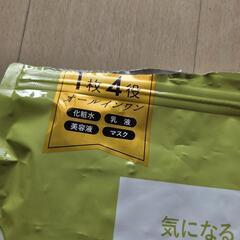 1枚4役
オールインワン
化粧水 乳液
美容液 マスク
気になる